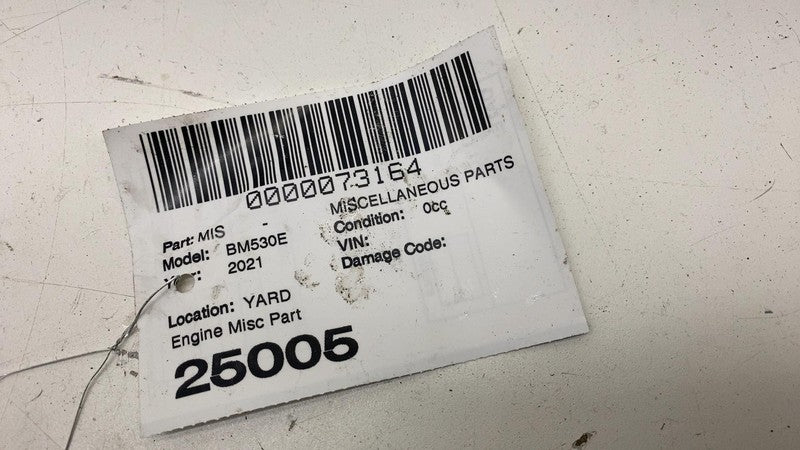 0000073164
Part: MIS - MISCELLANEOUS PARTS
Model: BM530E Condition: 0cc
2021 VIN:
Damage Code:
Location: YARD
Engine Misc Part
25005